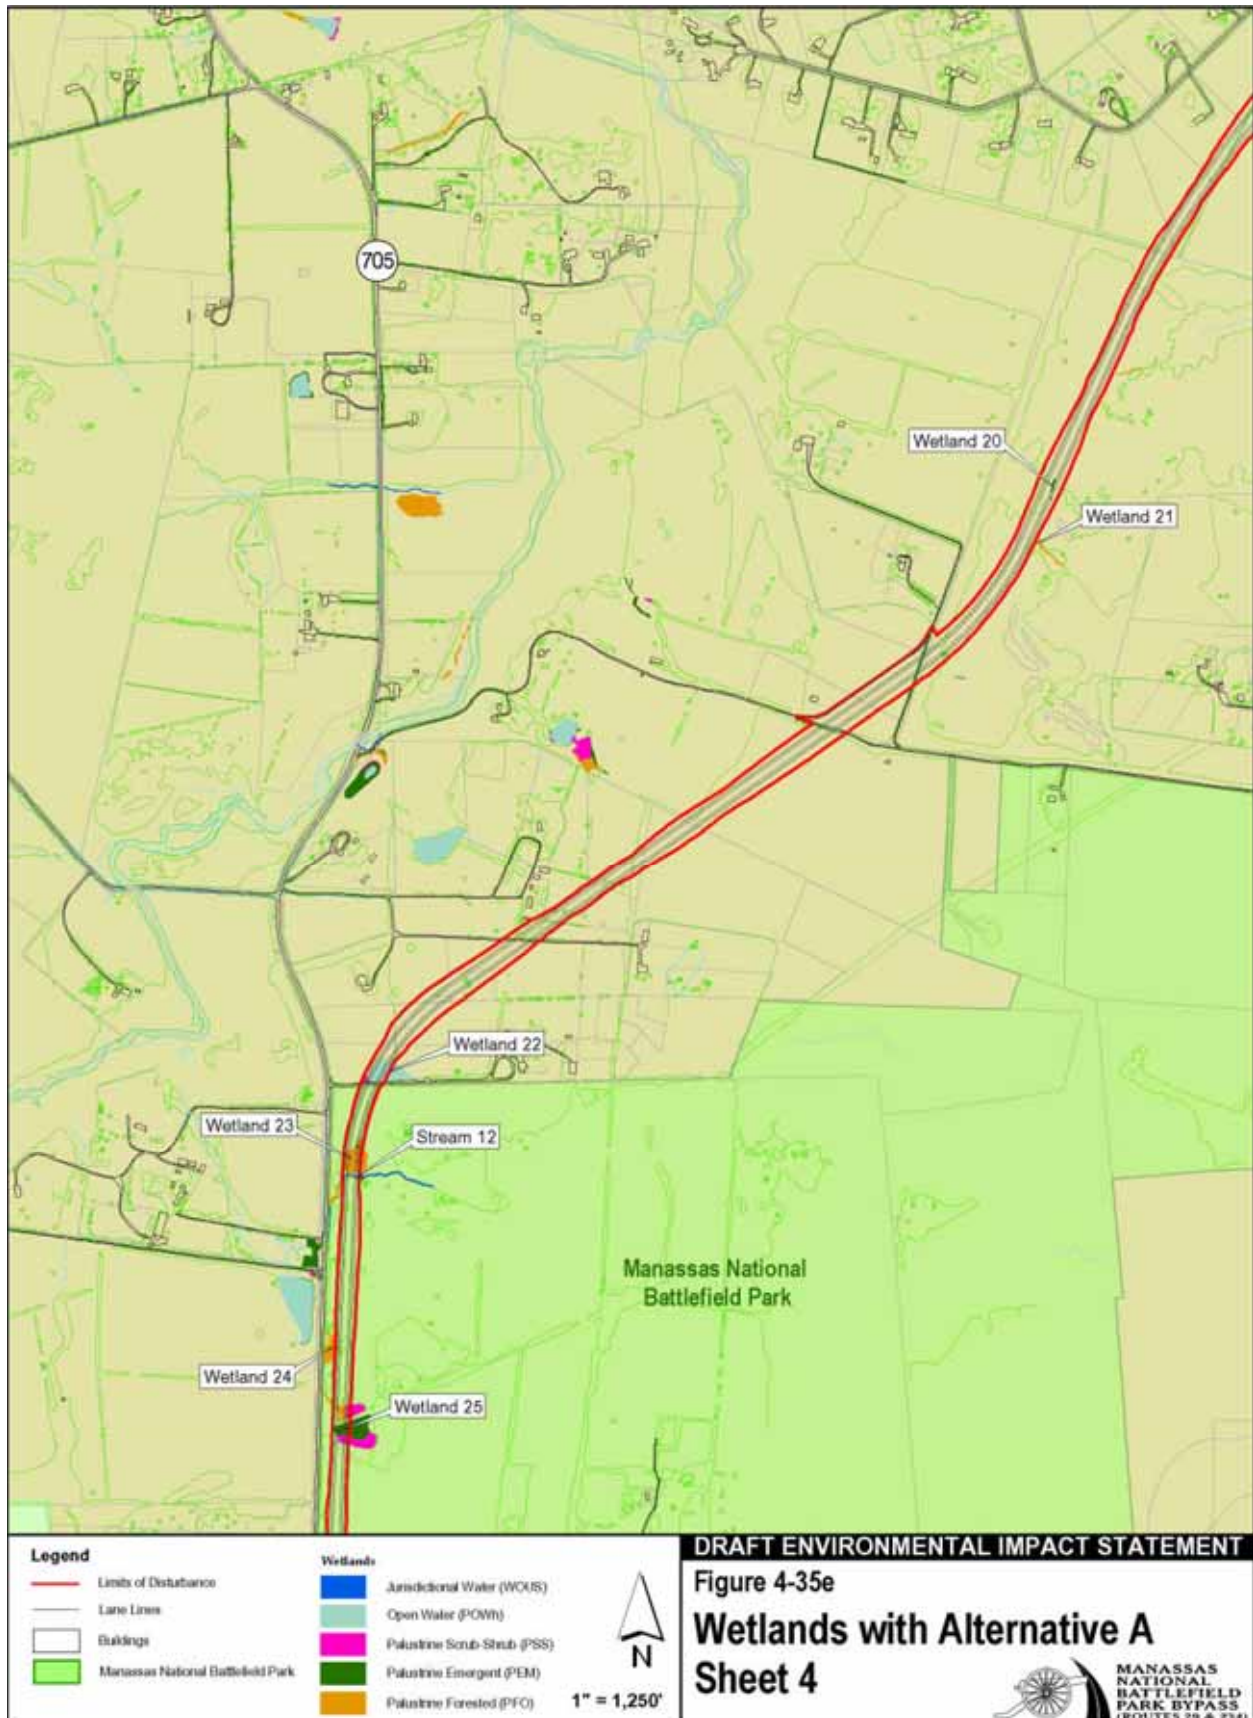 705
Wetland 20
Wetland 21
Wetland 22
Wetland 23
Stream 12
Manassas National
Battlefield Park
Wetland 24
Wetland 25
Legend
Limits of Disturbance
Lane Lines
Buildings
Manassas National Battlefield Park
Wetlands
Jurisdictional Water (WOUS)
Open Water (POWh)
Palustrine Scrub-Shrub (PSS)
Palustrine Emergent (PEM)
Palustrine Forested (PFO)
N
1" = 1,250'
DRAFT ENVIRONMENTAL IMPACT STATEMENT
Figure 4-35e
Wetlands with Alternative A
Sheet 4
MANASSAS
NATIONAL
BATTLEFIELD
PARK BYPASS
(ROUTES 29 & 234)